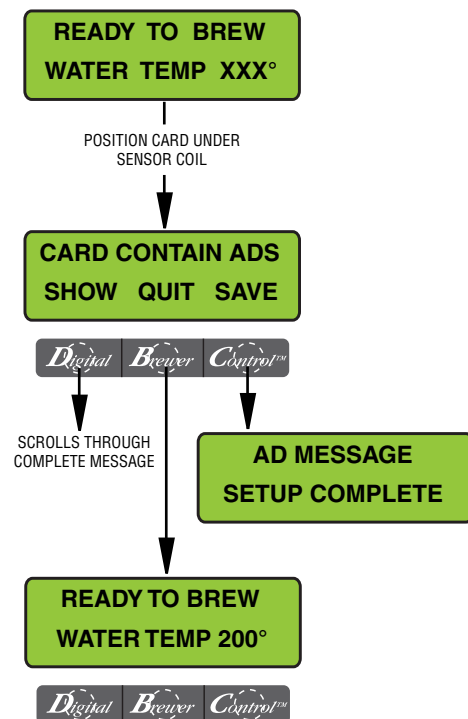 READY TO BREW
WATER TEMP XXX°
POSITION CARD UNDER
SENSOR COIL
CARD CONTAIN ADS
SHOW QUIT SAVE
Digital Brewer Control™
SCROLLS THROUGH
COMPLETE MESSAGE
AD MESSAGE
SETUP COMPLETE
READY TO BREW
WATER TEMP 200°
Digital Brewer Control™